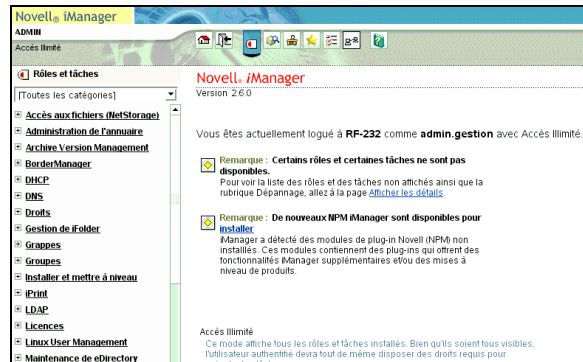 Novell® iManager
ADMIN
Accès Illimité
Rôles et tâches
[Toutes les catégories]
Accès aux fichiers (NetStorage)
Administration de l'annuaire
Archive Version Management
BorderManager
DHCP
DNS
Droits
Gestion de iFolder
Grappes
Groupes
Installer et mettre à niveau
iPrint
LDAP
Licences
Linux User Management
Maintenance de eDirectory
Novell® iManager
Version 2.6.0
Vous êtes actuellement logué à RF-232 comme admin.gestion avec Accès Illimité.
Remarque : Certains rôles et certaines tâches ne sont pas
disponibles.
Pour voir la liste des rôles et des tâches non affichés ainsi que la
rubrique Dépannage, allez à la page Afficher les détails.
Remarque : De nouveaux NPM iManager sont disponibles pour
installer
iManager a détecté des modules de plug-in Novell (NPM) non
installés. Ces modules contiennent des plug-ins qui offrent des
fonctionnalités iManager supplémentaires et/ou des mises à
niveau de produits.
Accès Illimité
Ce mode affiche tous les rôles et tâches installés. Bien qu'ils soient tous visibles,
l'utilisateur authentifié devra tout de même disposer des droits requis pour